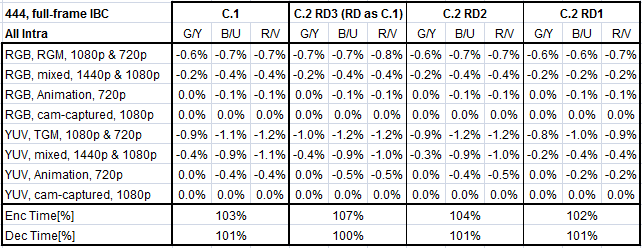 444, full-frame IBC C.1 C.2 RD3 (RD as C.1) C.2 RD2 C.2 RD1
All Intra G/Y B/U R/V G/Y B/U R/V G/Y B/U R/V G/Y B/U R/V
RGB, RGM, 1080p & 720p -0.6% -0.7% -0.7% -0.7% -0.7% -0.8% -0.6% -0.7% -0.7% -0.6% -0.6% -0.7%
RGB, mixed, 1440p & 1080p -0.2% -0.4% -0.4% -0.2% -0.4% -0.4% -0.2% -0.4% -0.4% -0.2% -0.2% -0.2%
RGB, Animation, 720p 0.0% -0.1% -0.1% 0.0% -0.1% -0.1% 0.0% -0.1% -0.1% 0.0% -0.1% -0.1%
RGB, cam-captured, 1080p 0.0% 0.0% 0.0% 0.0% 0.0% 0.0% 0.0% 0.0% 0.0% 0.0% 0.0% 0.0%
YUV, TGM, 1080p & 720p -0.9% -1.1% -1.2% -1.0% -1.2% -1.2% -0.9% -1.2% -1.2% -0.8% -1.0% -0.9%
YUV, mixed, 1440p & 1080p -0.4% -0.9% -1.1% -0.4% -0.9% -1.0% -0.3% -0.9% -1.0% -0.2% -0.4% -0.4%
YUV, Animation, 720p 0.0% -0.4% -0.4% 0.0% -0.5% -0.5% 0.0% -0.4% -0.5% 0.0% -0.2% -0.2%
YUV, cam-captured, 1080p 0.0% 0.0% 0.0% 0.0% 0.0% 0.0% 0.0% 0.0% 0.0% 0.0% 0.0% 0.0%
Enc Time[%] 103% 107% 104% 102%
Dec Time[%] 101% 100% 101% 101%